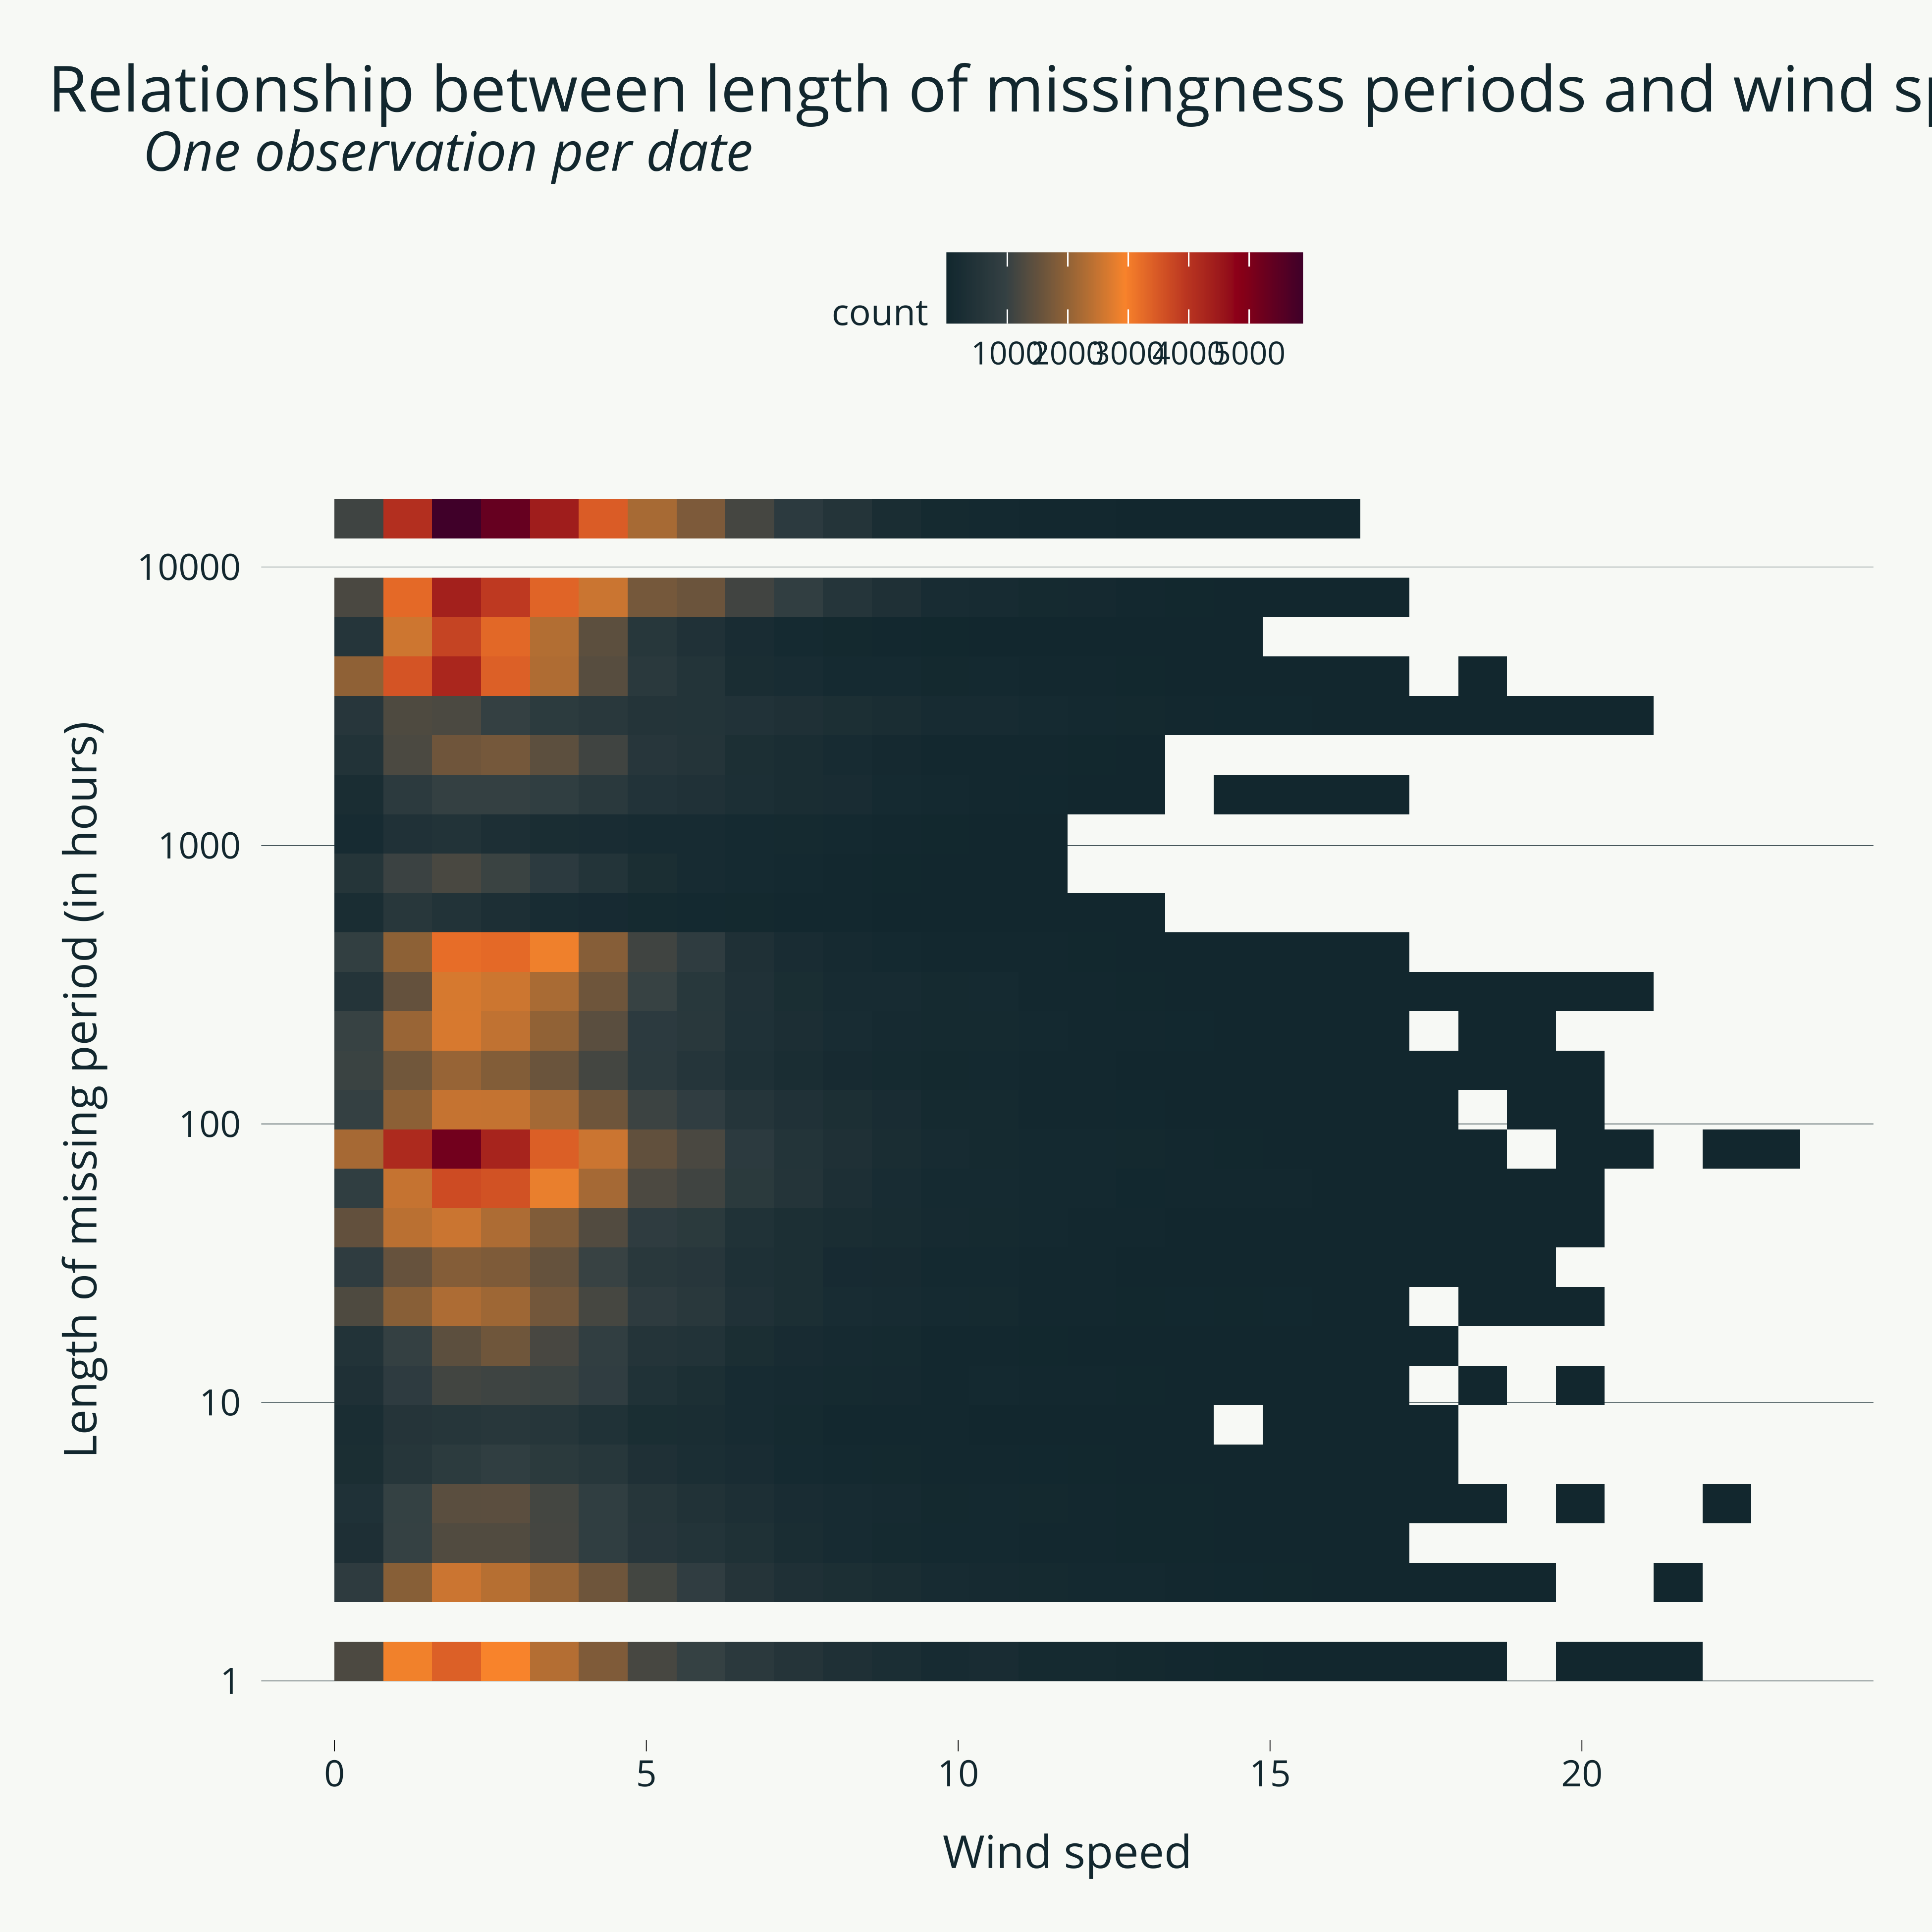 Relationship between length of missingness periods and wind sp
One observation per date
count
1000 2000 3000 4000 5000
Length of missing period (in hours)
10000
1000
100
10
1
0 5 10 15 20
Wind speed